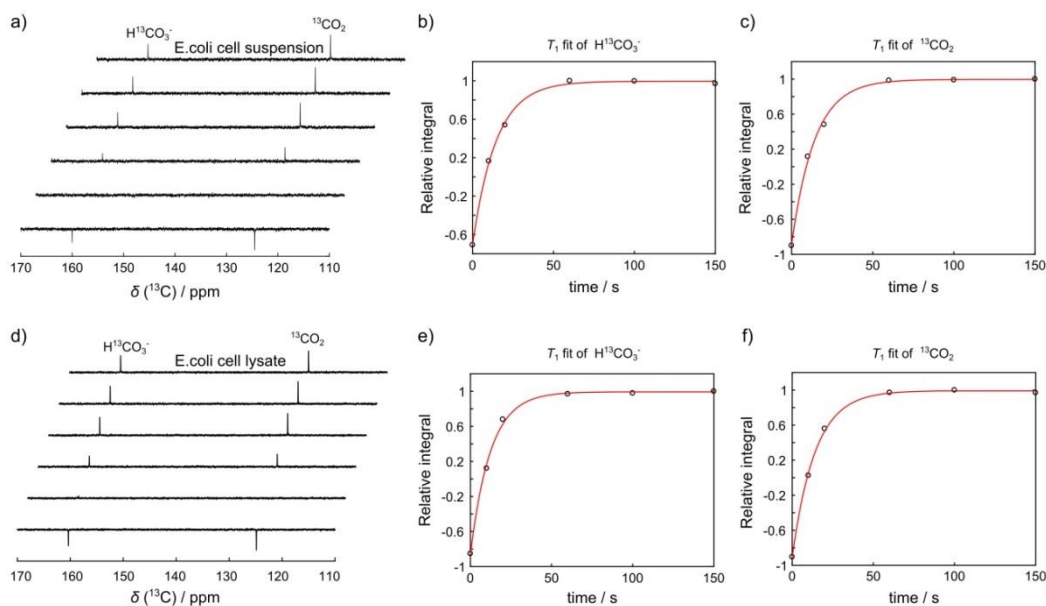 a)
H¹³CO₃⁻
¹³CO₂
E.coli cell suspension
170 160 150 140 130 120 110
δ (¹³C) / ppm
b)
T₁ fit of H¹³CO₃⁻
Relative integral
1
0.6
0.2
-0.2
-0.6
0 50 100 150
time / s
c)
T₁ fit of ¹³CO₂
Relative integral
1
0.6
0.2
-0.2
-0.6
-1
0 50 100 150
time / s
d)
H¹³CO₃⁻
¹³CO₂
E.coli cell lysate
170 160 150 140 130 120 110
δ (¹³C) / ppm
e)
T₁ fit of H¹³CO₃⁻
Relative integral
1
0.6
0.2
-0.2
-0.6
-1
0 50 100 150
time / s
f)
T₁ fit of ¹³CO₂
Relative integral
1
0.6
0.2
-0.2
-0.6
-1
0 50 100 150
time / s